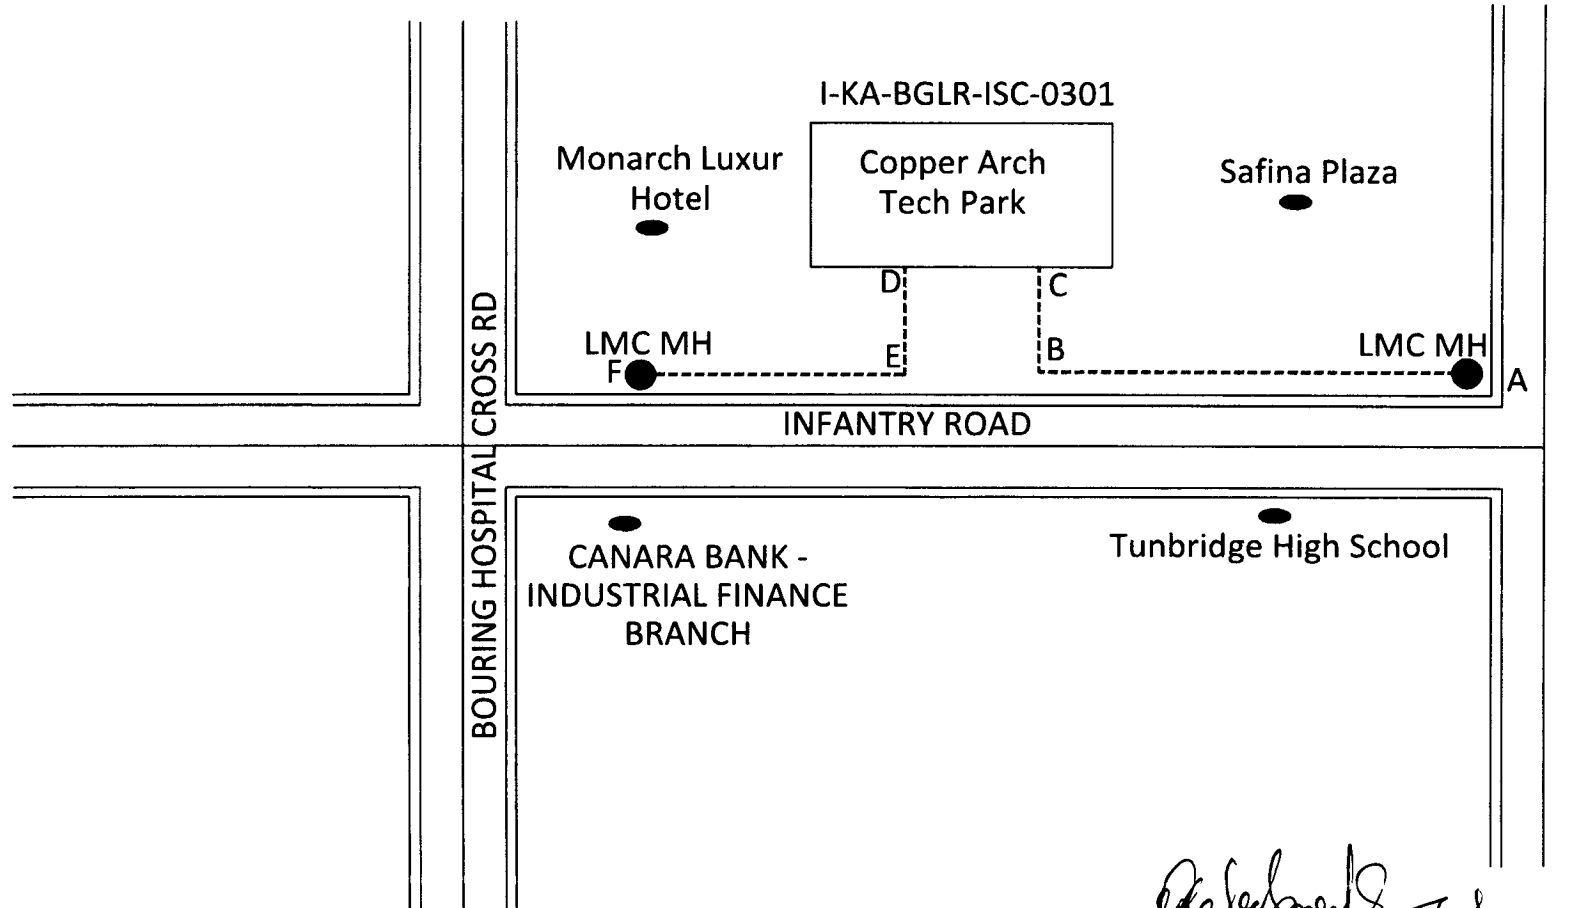 I-KA-BGLR-ISC-0301
Monarch Luxur
Hotel
Copper Arch
Tech Park
Safina Plaza
D
C
LMC MH
F
E
B
LMC MH
A
INFANTRY ROAD
BOURING HOSPITAL CROSS RD
CANARA BANK -
INDUSTRIAL FINANCE
BRANCH
Tunbridge High School